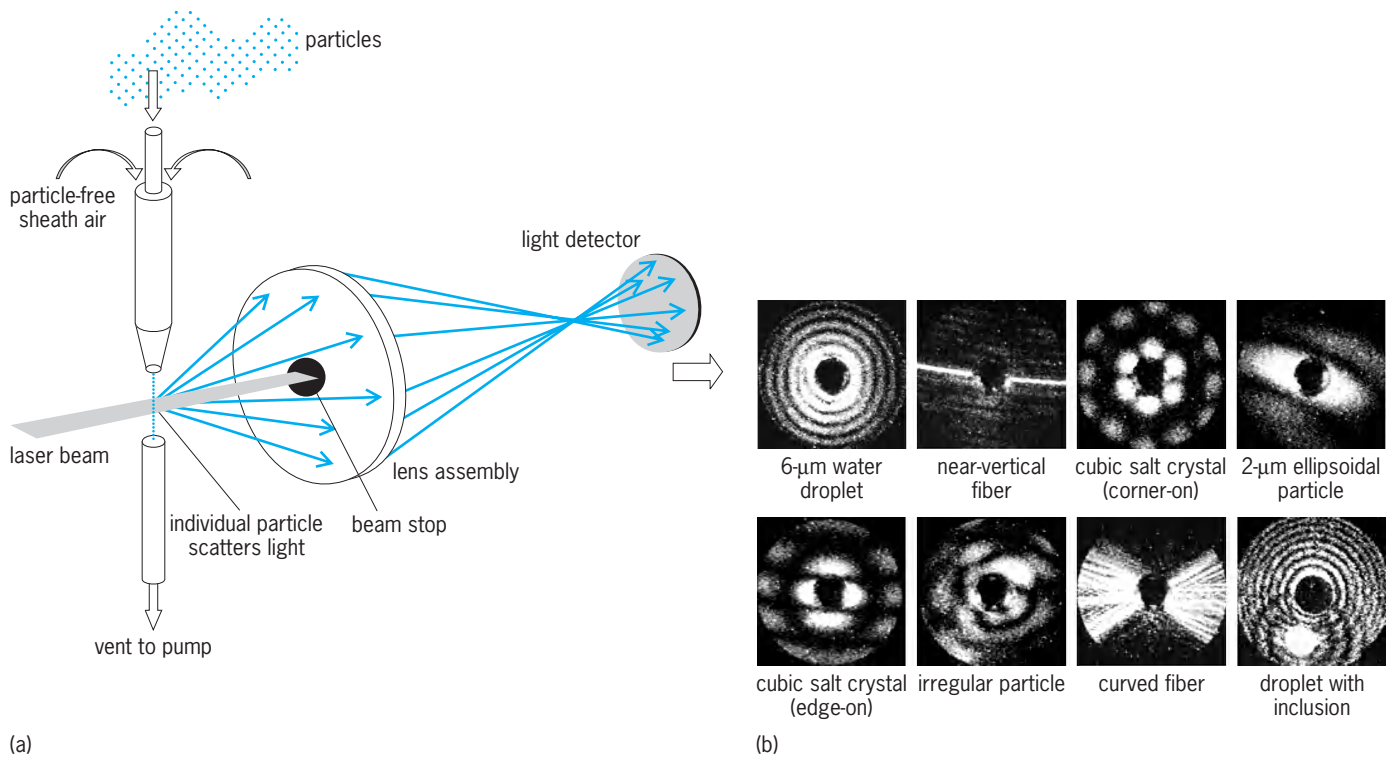 particles
particle-free
sheath air
light detector
laser beam
lens assembly
individual particle
scatters light
beam stop
vent to pump
(a)
6-μm water
droplet
near-vertical
fiber
cubic salt crystal
(corner-on)
2-μm ellipsoidal
particle
cubic salt crystal
(edge-on)
irregular particle
curved fiber
droplet with
inclusion
(b)